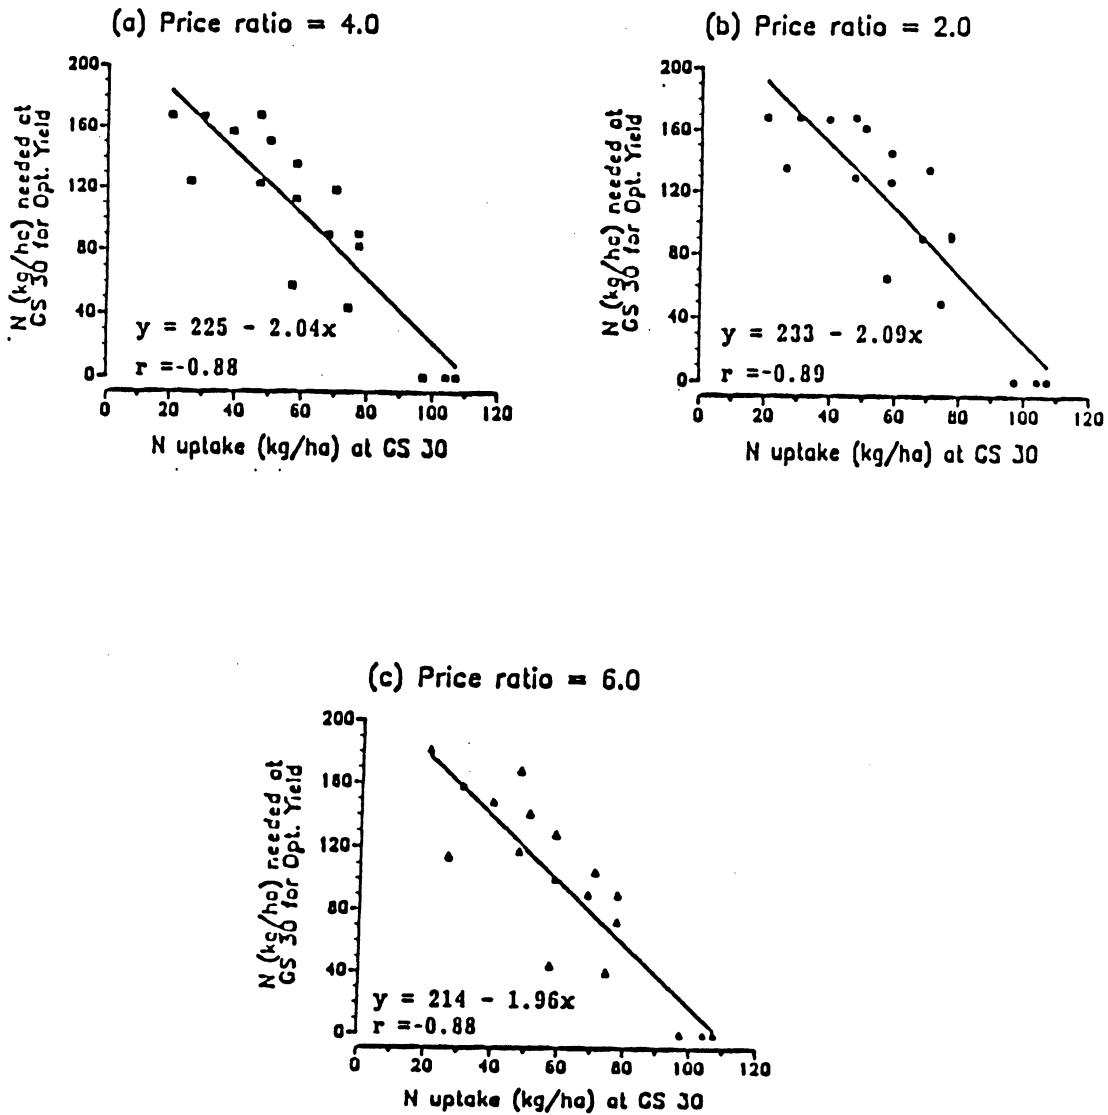 (a) Price ratio = 4.0
N (kg/ha) needed at
GS 30 for Opt. Yield
200
160
120
80
40
0
y = 225 - 2.04x
r =-0.88
0 20 40 60 80 100 120
N uptake (kg/ha) at GS 30
(b) Price ratio = 2.0
N (kg/ha) needed at
GS 30 for Opt. Yield
200
160
120
80
40
0
y = 233 - 2.09x
r =-0.89
0 20 40 60 80 100 120
N uptake (kg/ha) at GS 30
(c) Price ratio = 6.0
N (kg/ha) needed at
GS 30 for Opt. Yield
200
160
120
80
40
0
y = 214 - 1.96x
r =-0.88
0 20 40 60 80 100 120
N uptake (kg/ha) at GS 30